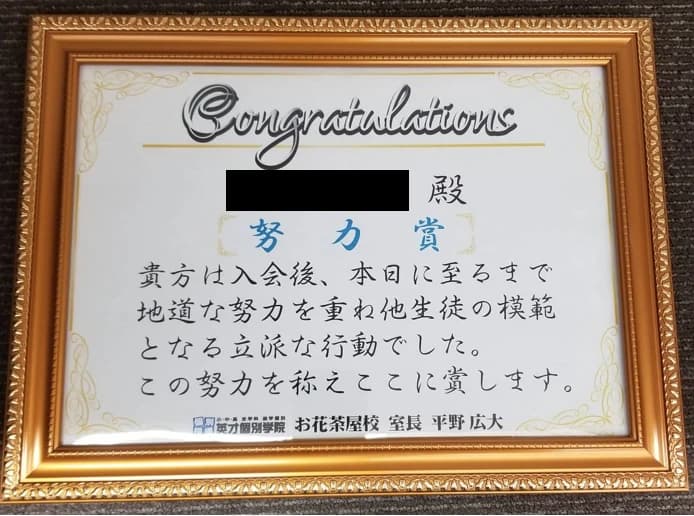 Congratulations
殿
努力賞
貴方は入会後、本日に至るまで
地道な努力を重ね他生徒の模範
となる立派な行動でした。
この努力を称えここに賞します。
英才個別学院 お花茶屋校 室長 平野 広大